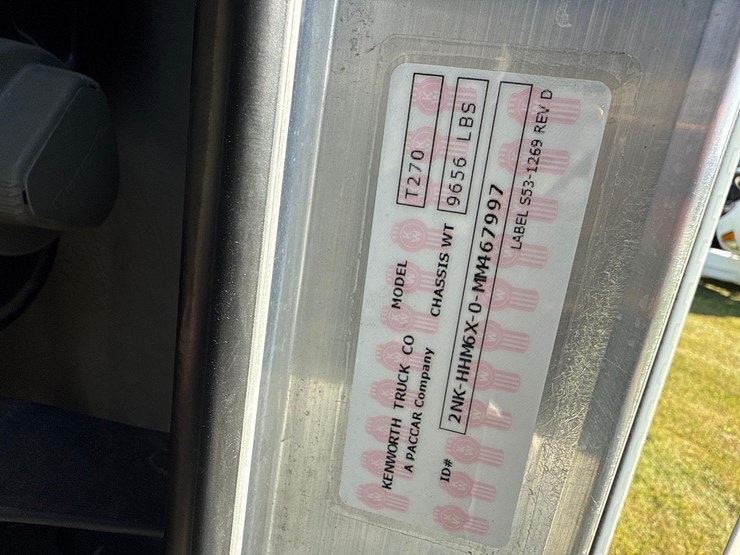 KENWORTH TRUCK CO MODEL T270
A PACCAR Company CHASSIS WT 9656 LBS
ID# 2NK-HHM6X-0-MM467997
LABEL S53-1269 REV D